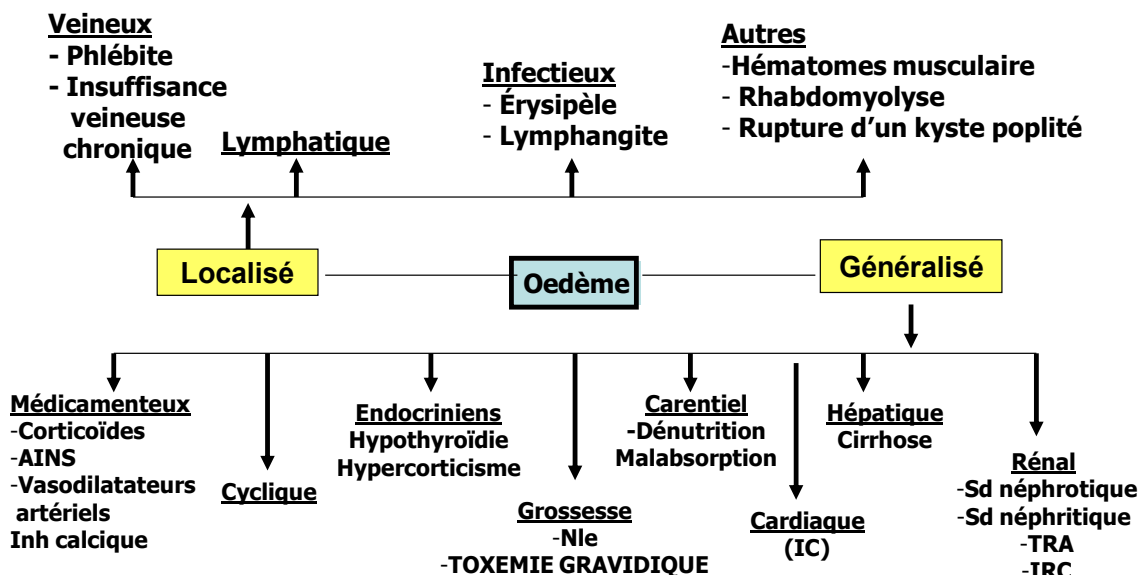 Veineux
- Phlébite
- Insuffisance
veineuse
chronique
Lymphatique
Infectieux
- Érysipèle
- Lymphangite
Autres
-Hématomes musculaire
- Rhabdomyolyse
- Rupture d’un kyste poplité
Localisé
Oedème
Généralisé
Médicamenteux
-Corticoïdes
-AINS
-Vasodilatateurs
artériels
Inh calcique
Cyclique
Endocriniens
Hypothyroïdie
Hypercorticisme
Grossesse
-Nle
-TOXEMIE GRAVIDIQUE
Carentiel
-Dénutrition
Malabsorption
Cardiaque
(IC)
Hépatique
Cirrhose
Rénal
-Sd néphrotique
-Sd néphritique
-TRA
-IRC